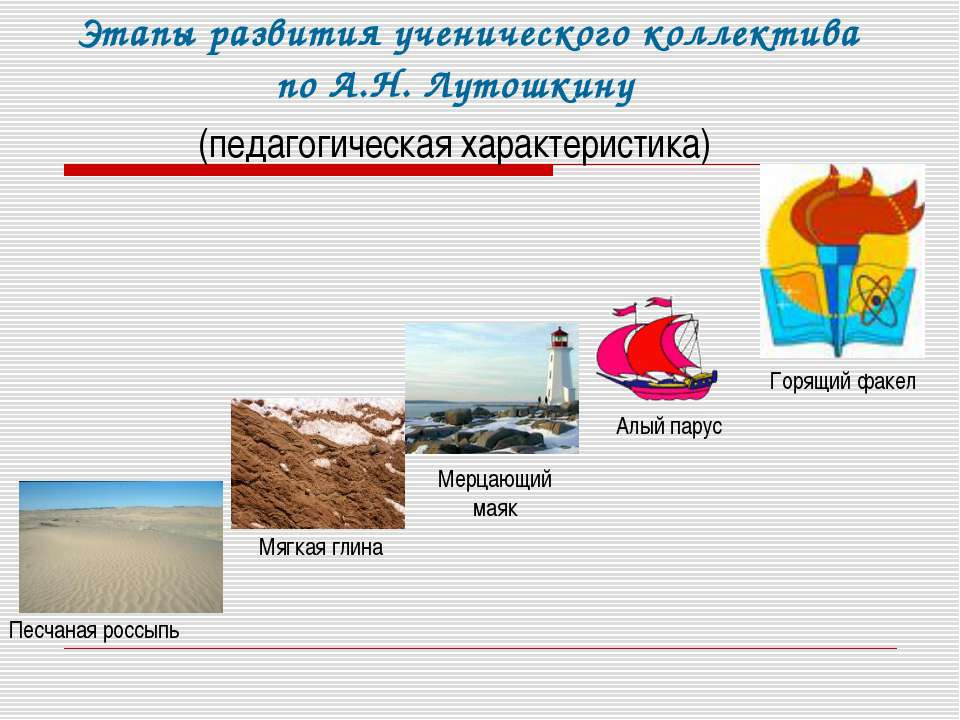 Этапы развития ученического коллектива
по А.Н. Лутошкину
(педагогическая характеристика)
Горящий факел
Алый парус
Мерцающий
маяк
Мягкая глина
Песчаная россыпь